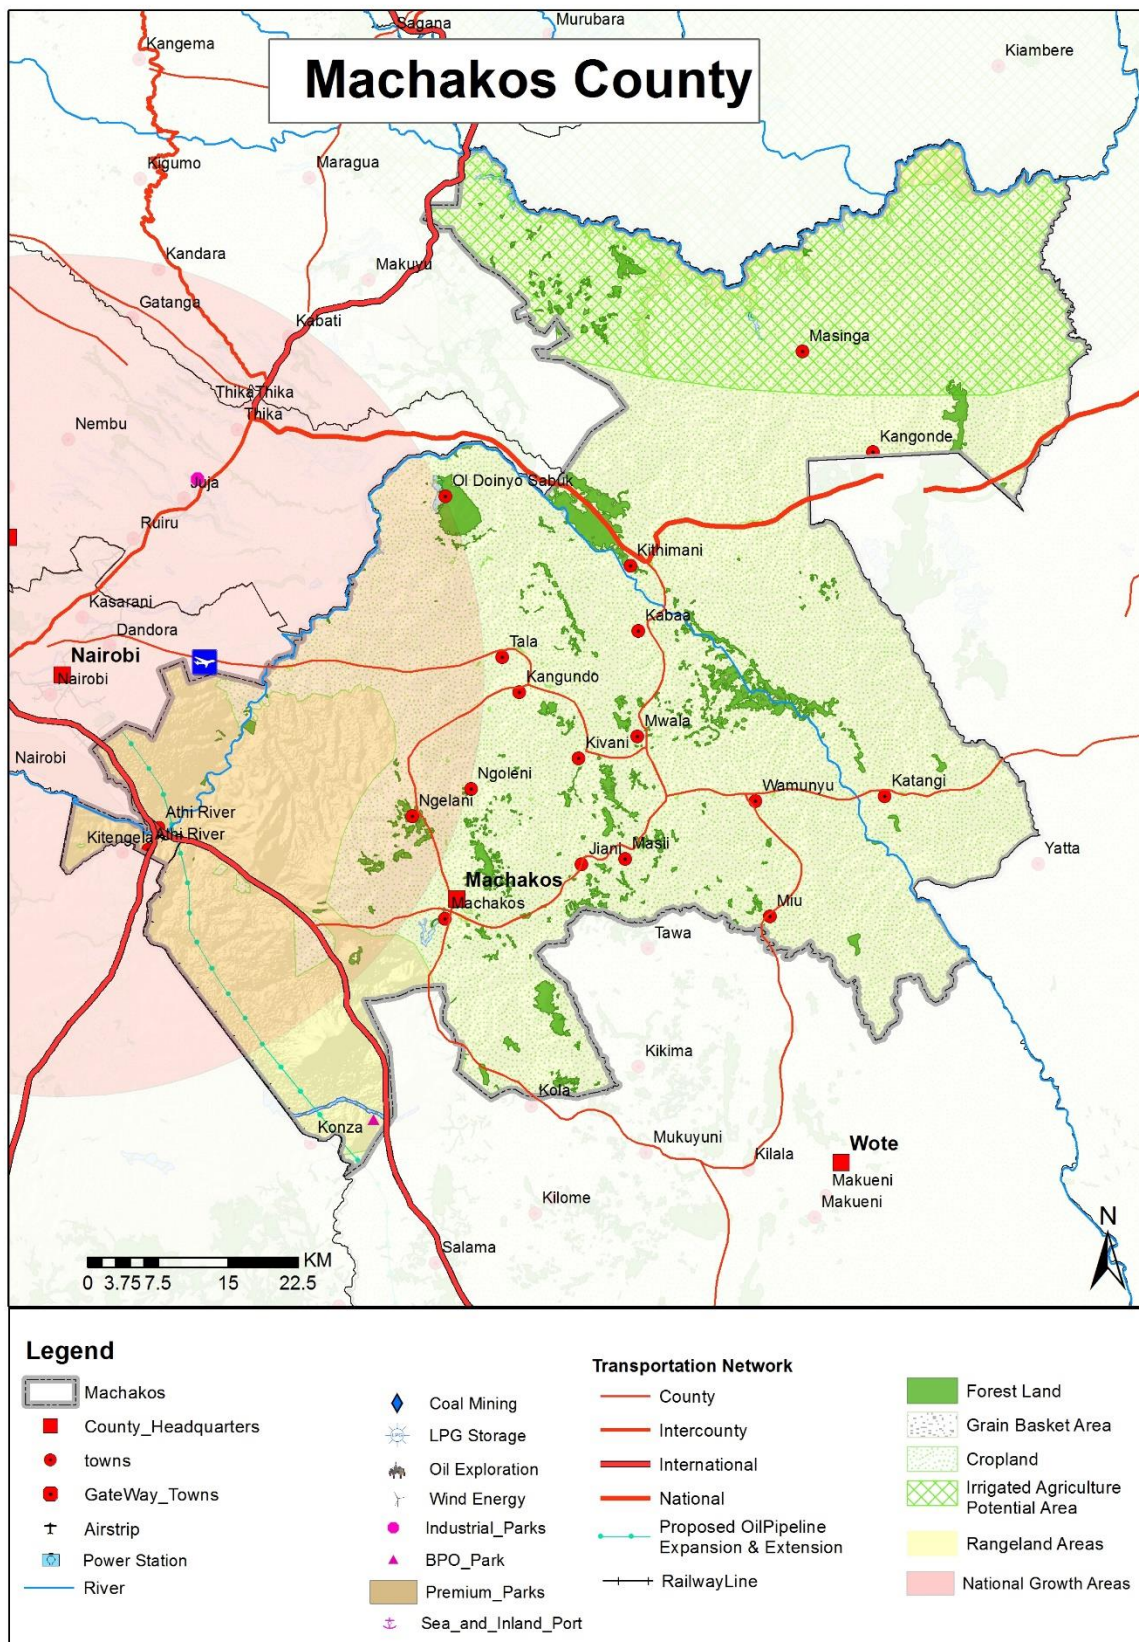 Sagana
Murubara
Kangema
Kiambere
Machakos County
Kigumo
Maragua
Kandara
Makuyu
Gatanga
Kabati
Masinga
ThikaThika
Thika
Nembu
Kangonde
Juja
Ol Doinyo Sabuk
Ruiru
Kithimani
Kasarani
Kabaa
Dandora
Nairobi
Nairobi
Tala
Kangundo
Mwala
Nairobi
Kivani
Ngoleni
Wamunyu
Katangi
Ngelani
Athi River
Kitengela
Athi River
Jiani
Masii
Yatta
Machakos
Machakos
Miu
Tawa
Kikima
Kola
Konza
Mukuyuni
Wote
Kilala
Makueni
Makueni
Kilome
N
Salama
KM
0 3.75 7.5 15 22.5
Legend
Machakos
County_Headquarters
towns
GateWay_Towns
Airstrip
Power Station
River
Coal Mining
LPG Storage
Oil Exploration
Wind Energy
Industrial_Parks
BPO_Park
Premium_Parks
Sea_and_Inland_Port
Transportation Network
County
Intercounty
International
National
Proposed OilPipeline
Expansion & Extension
RailwayLine
Forest Land
Grain Basket Area
Cropland
Irrigated Agriculture
Potential Area
Rangeland Areas
National Growth Areas